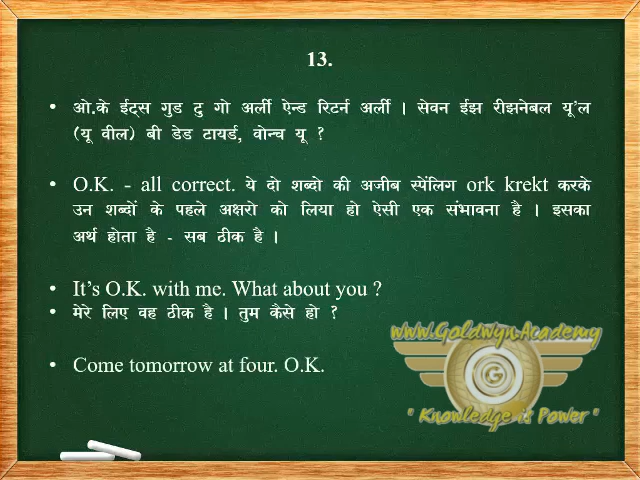 13.
• ओ.के ईट्स गुड टु गो अर्ली ऐन्ड रिटर्न अर्ली । सेवन ईझ रीझनेबल यू'ल
(यू वील) बी डेड टायर्ड, वोन्च यू ?
• O.K. - all correct. ये दो शब्दो की अजीब स्पेंलिग ork krekt करके
उन शब्दों के पहले अक्षरो को लिया हो ऐसी एक संभावना है । इसका
अर्थ होता है - सब ठीक है ।
• It's O.K. with me. What about you ?
• मेरे लिए वह ठीक है । तुम कैसे हो ?
• Come tomorrow at four. O.K.
www.Goldwyn.Academy
G
" Knowledge is Power "